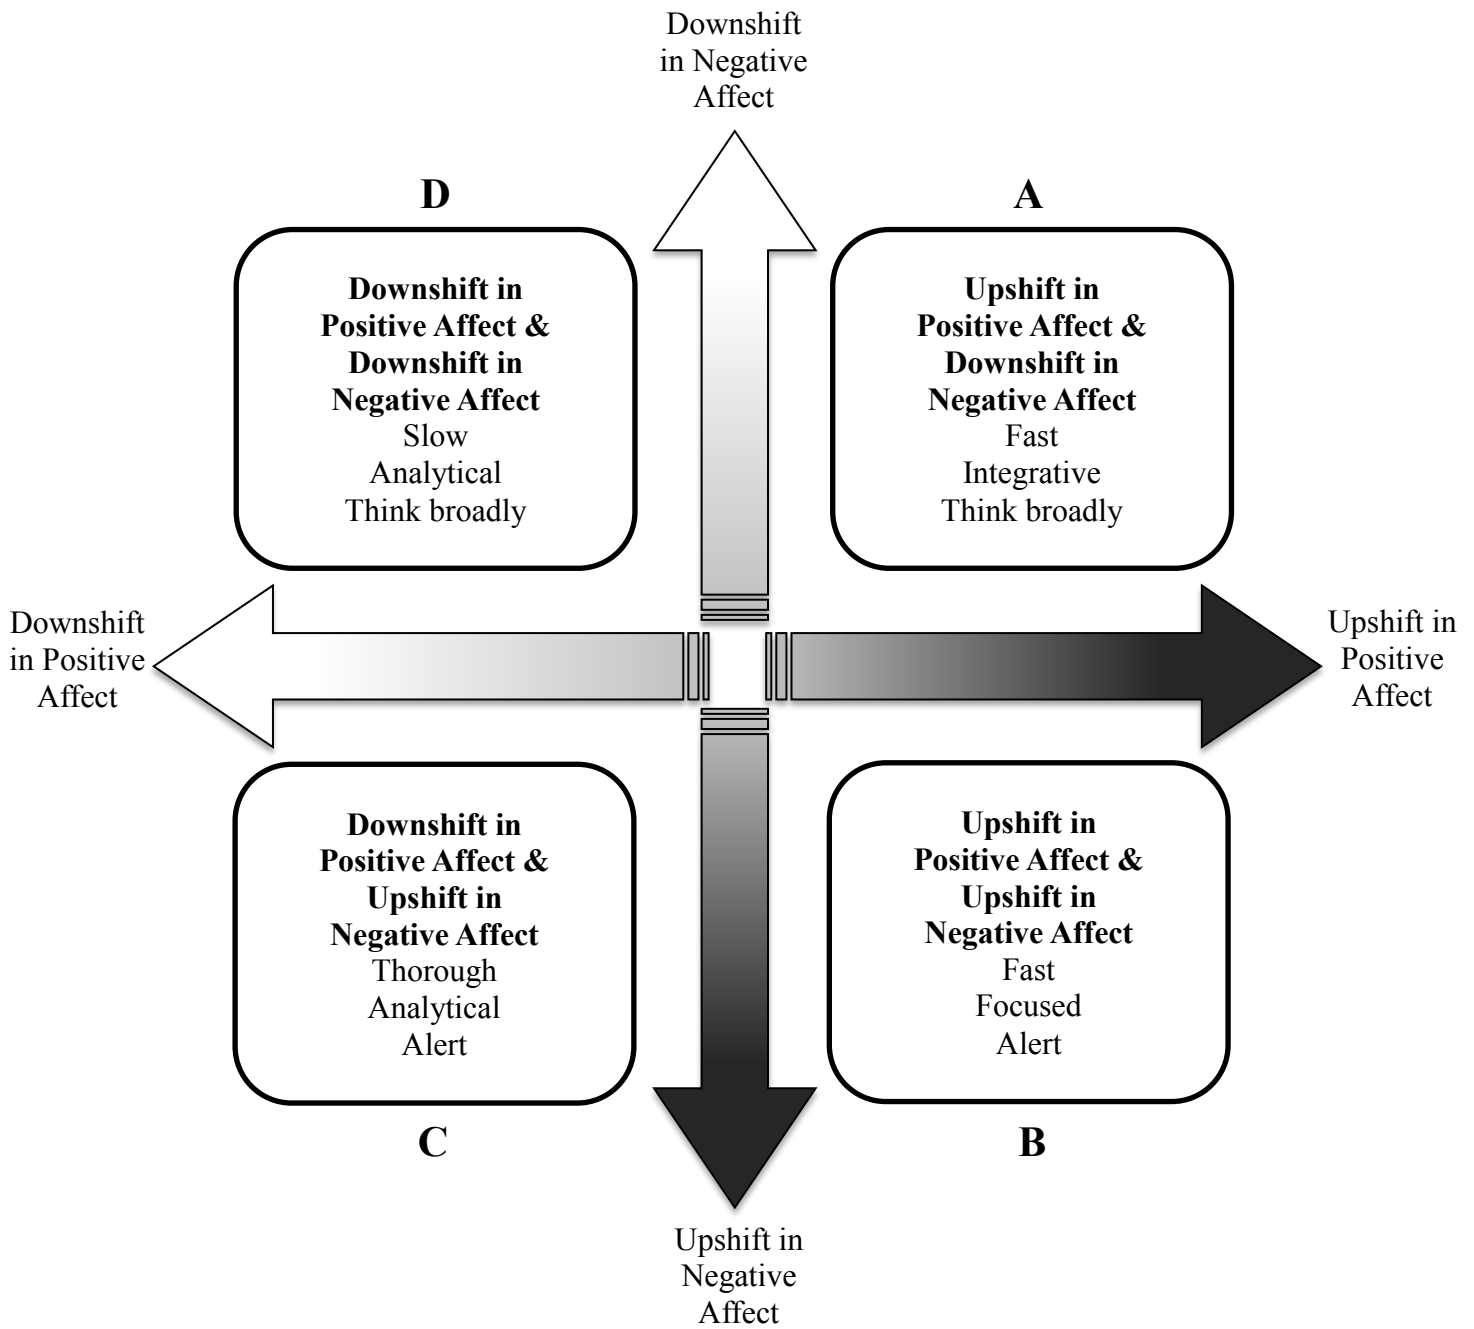 Downshift
in Negative
Affect
D
Downshift in
Positive Affect &
Downshift in
Negative Affect
Slow
Analytical
Think broadly
A
Upshift in
Positive Affect &
Downshift in
Negative Affect
Fast
Integrative
Think broadly
Downshift
in Positive
Affect
Upshift in
Positive
Affect
Downshift in
Positive Affect &
Upshift in
Negative Affect
Thorough
Analytical
Alert
C
Upshift in
Positive Affect &
Upshift in
Negative Affect
Fast
Focused
Alert
B
Upshift in
Negative
Affect